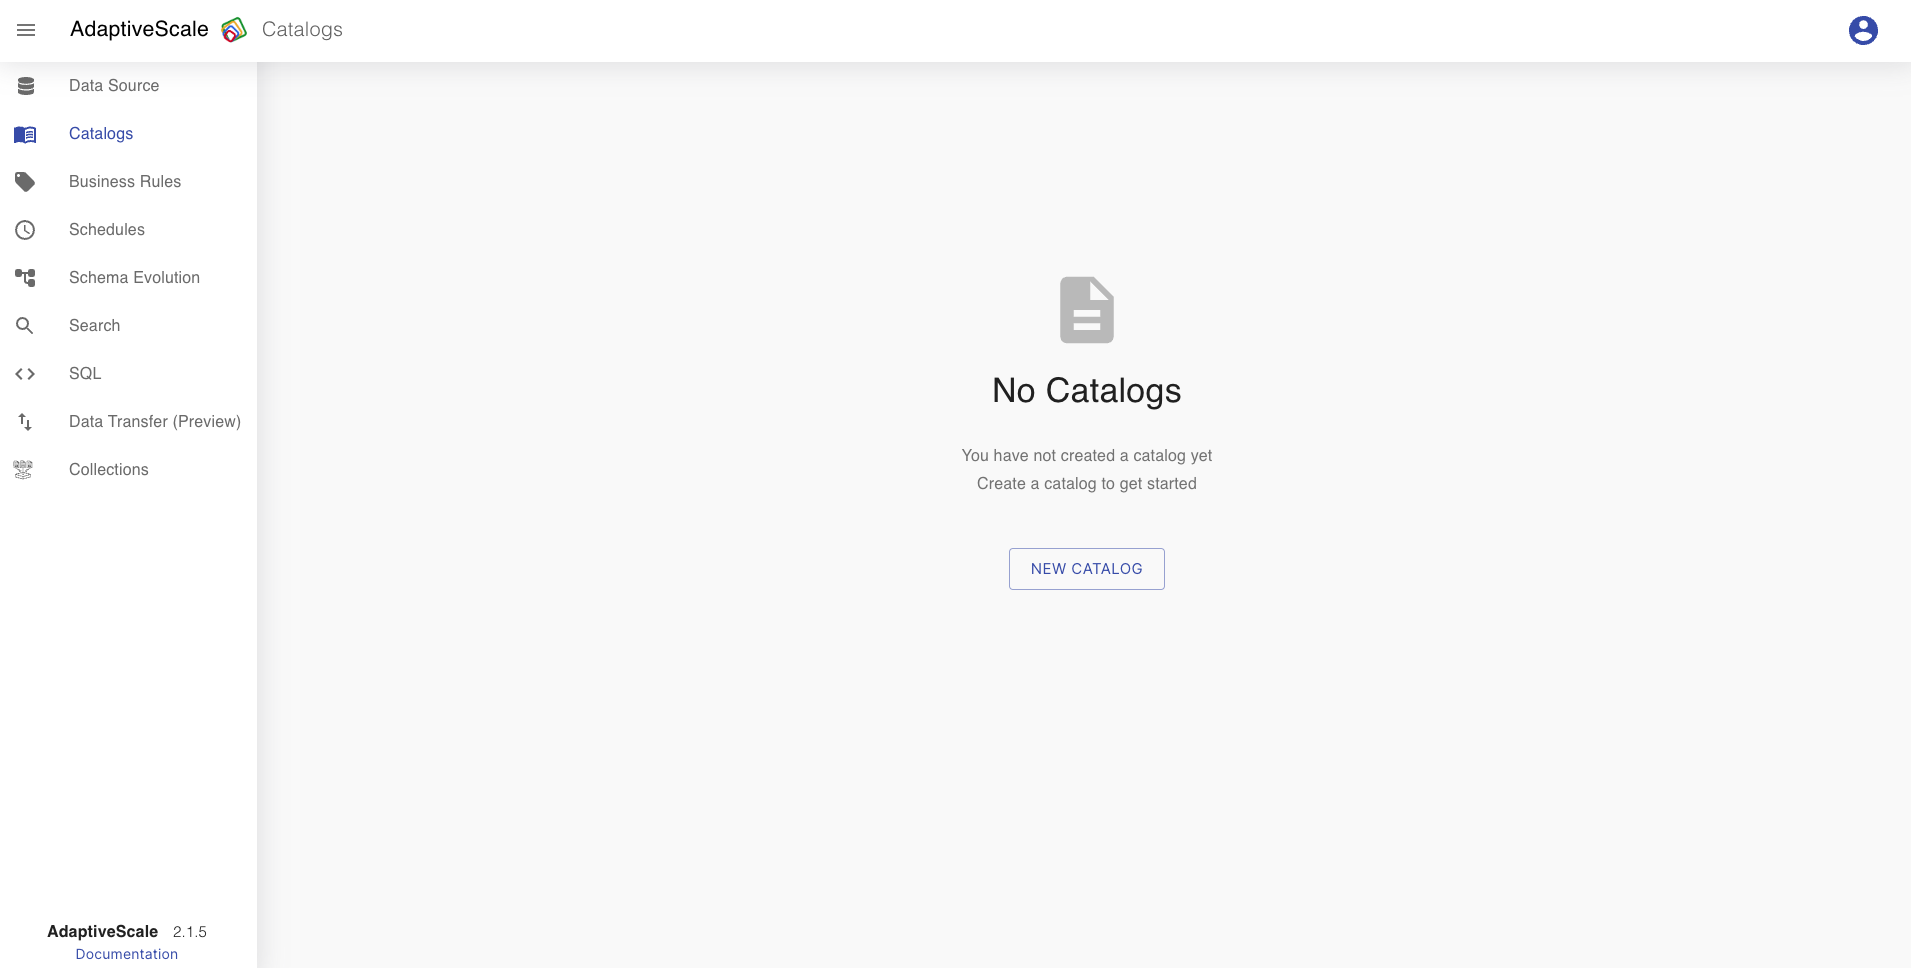 AdaptiveScale Catalogs
Data Source
Catalogs
Business Rules
Schedules
Schema Evolution
Search
SQL
Data Transfer (Preview)
Collections
No Catalogs
You have not created a catalog yet
Create a catalog to get started
NEW CATALOG
AdaptiveScale 2.1.5
Documentation